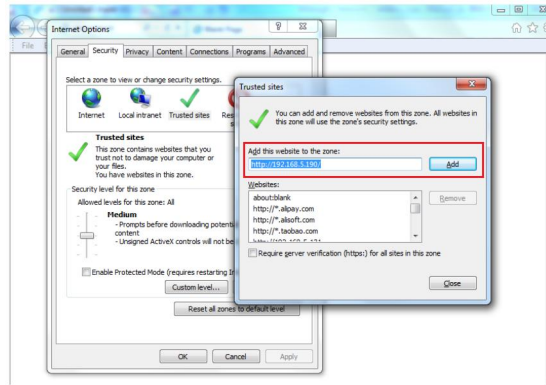 File
Internet Options
General Security Privacy Content Connections Programs Advanced
Select a zone to view or change security settings.
Internet Local intranet Trusted sites
Trusted sites
This zone contains websites that you
trust not to damage your computer or
your files.
You have websites in this zone.
Security level for this zone
Allowed levels for this zone: All
Medium
- Prompts before downloading
content
- Unsigned ActiveX controls will not be
Enable Protected Mode (requires restarting
Custom level...
Reset all zones to default level
OK Cancel Apply
Trusted sites
You can add and remove websites from this zone. All websites in
this zone will use the zone's security settings.
Add this website to the zone:
http://192.168.5.190/ Add
Websites:
about:blank Remove
http://*.alipay.com
http://*.alisoft.com
http://*.taobao.com
Require server verification (https:) for all sites in this zone
Close